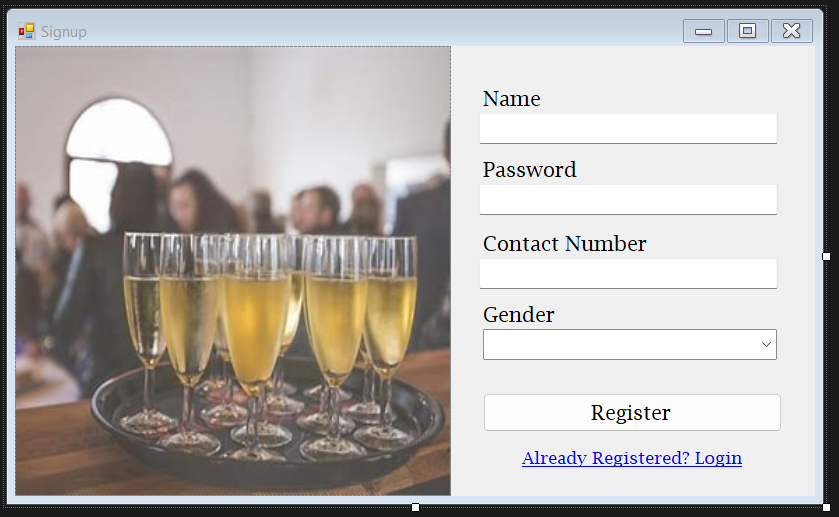 Signup
Name
Password
Contact Number
Gender
Register
Already Registered? Login